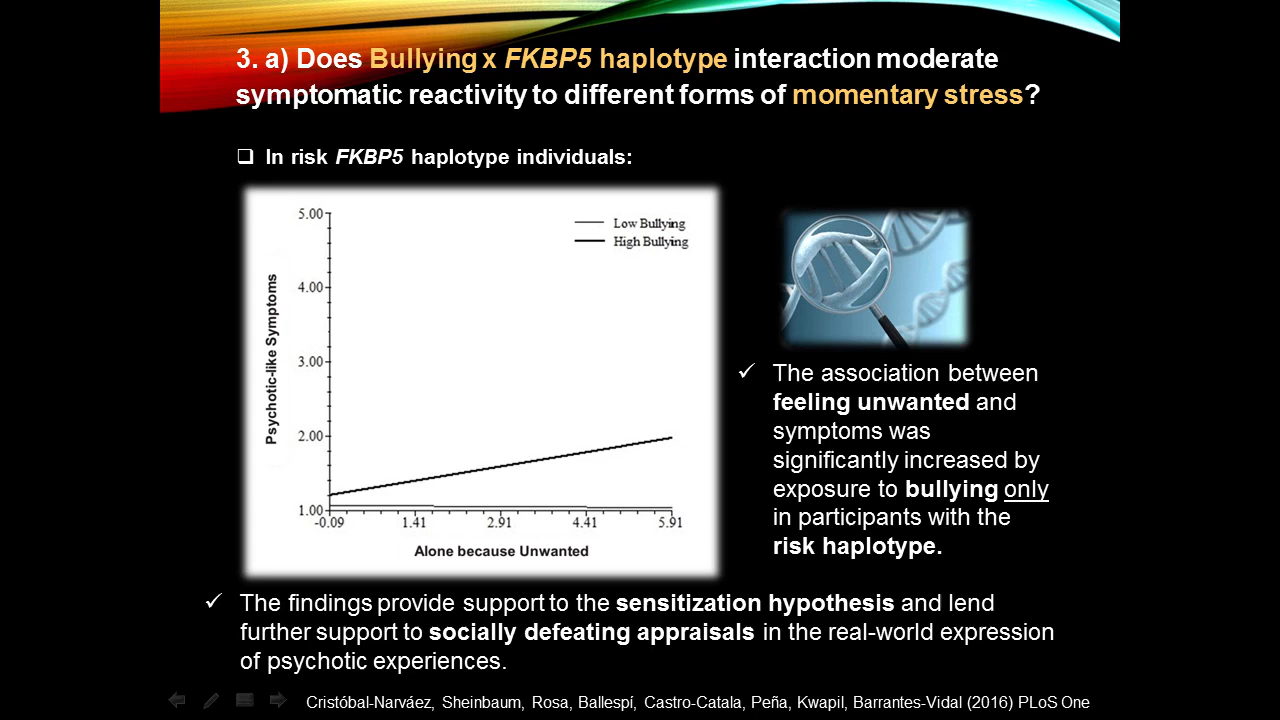 3. a) Does Bullying x FKBP5 haplotype interaction moderate
symptomatic reactivity to different forms of momentary stress?
In risk FKBP5 haplotype individuals:
5.00
4.00
3.00
2.00
1.00
Psychotic-like Symptoms
Low Bullying
High Bullying
-0.09 1.41 2.91 4.41 5.91
Alone because Unwanted
The association between
feeling unwanted and
symptoms was
significantly increased by
exposure to bullying only
in participants with the
risk haplotype.
The findings provide support to the sensitization hypothesis and lend
further support to socially defeating appraisals in the real-world expression
of psychotic experiences.
Cristóbal-Narváez, Sheinbaum, Rosa, Ballespí, Castro-Catala, Peña, Kwapil, Barrantes-Vidal (2016) PLoS One